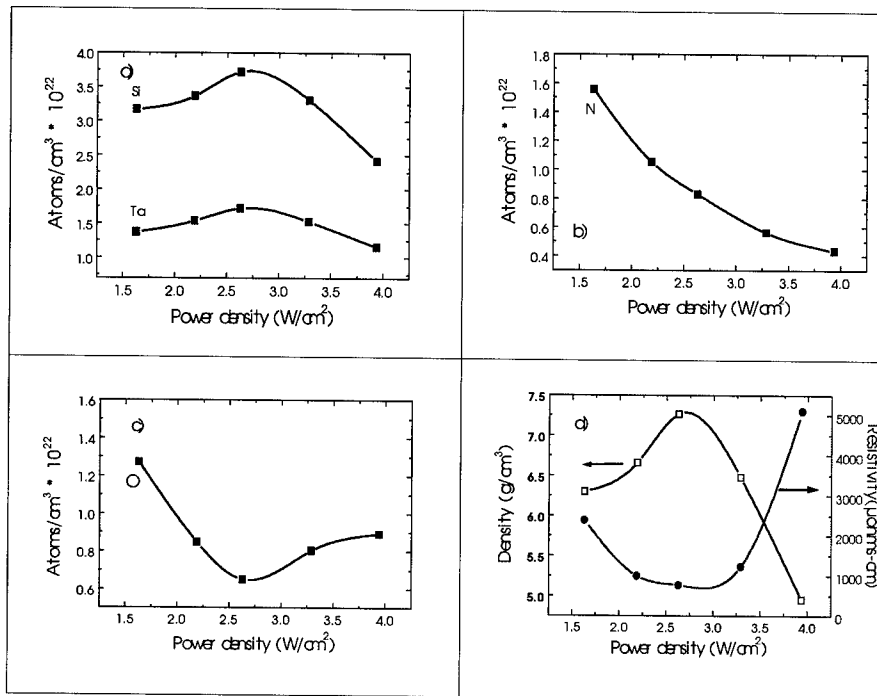 a)
Si
Ta
4.0
3.5
3.0
2.5
2.0
1.5
1.0
Atoms/cm³ * 10²²
1.5 2.0 2.5 3.0 3.5 4.0
Power density (W/cm²)
N
b)
1.6
1.4
1.2
1.0
0.8
0.6
0.4
Atoms/cm³ * 10²²
1.5 2.0 2.5 3.0 3.5 4.0
Power density (W/cm²)
c)
O
1.6
1.4
1.2
1.0
0.8
0.6
Atoms/cm³ * 10²²
1.5 2.0 2.5 3.0 3.5 4.0
Power density (W/cm²)
d)
7.5
7.0
6.5
6.0
5.5
5.0
Density (g/cm³)
5000
4000
3000
2000
1000
0
RESISTIVITY(μohms-cm)
1.5 2.0 2.5 3.0 3.5 4.0
Power density (W/cm²)